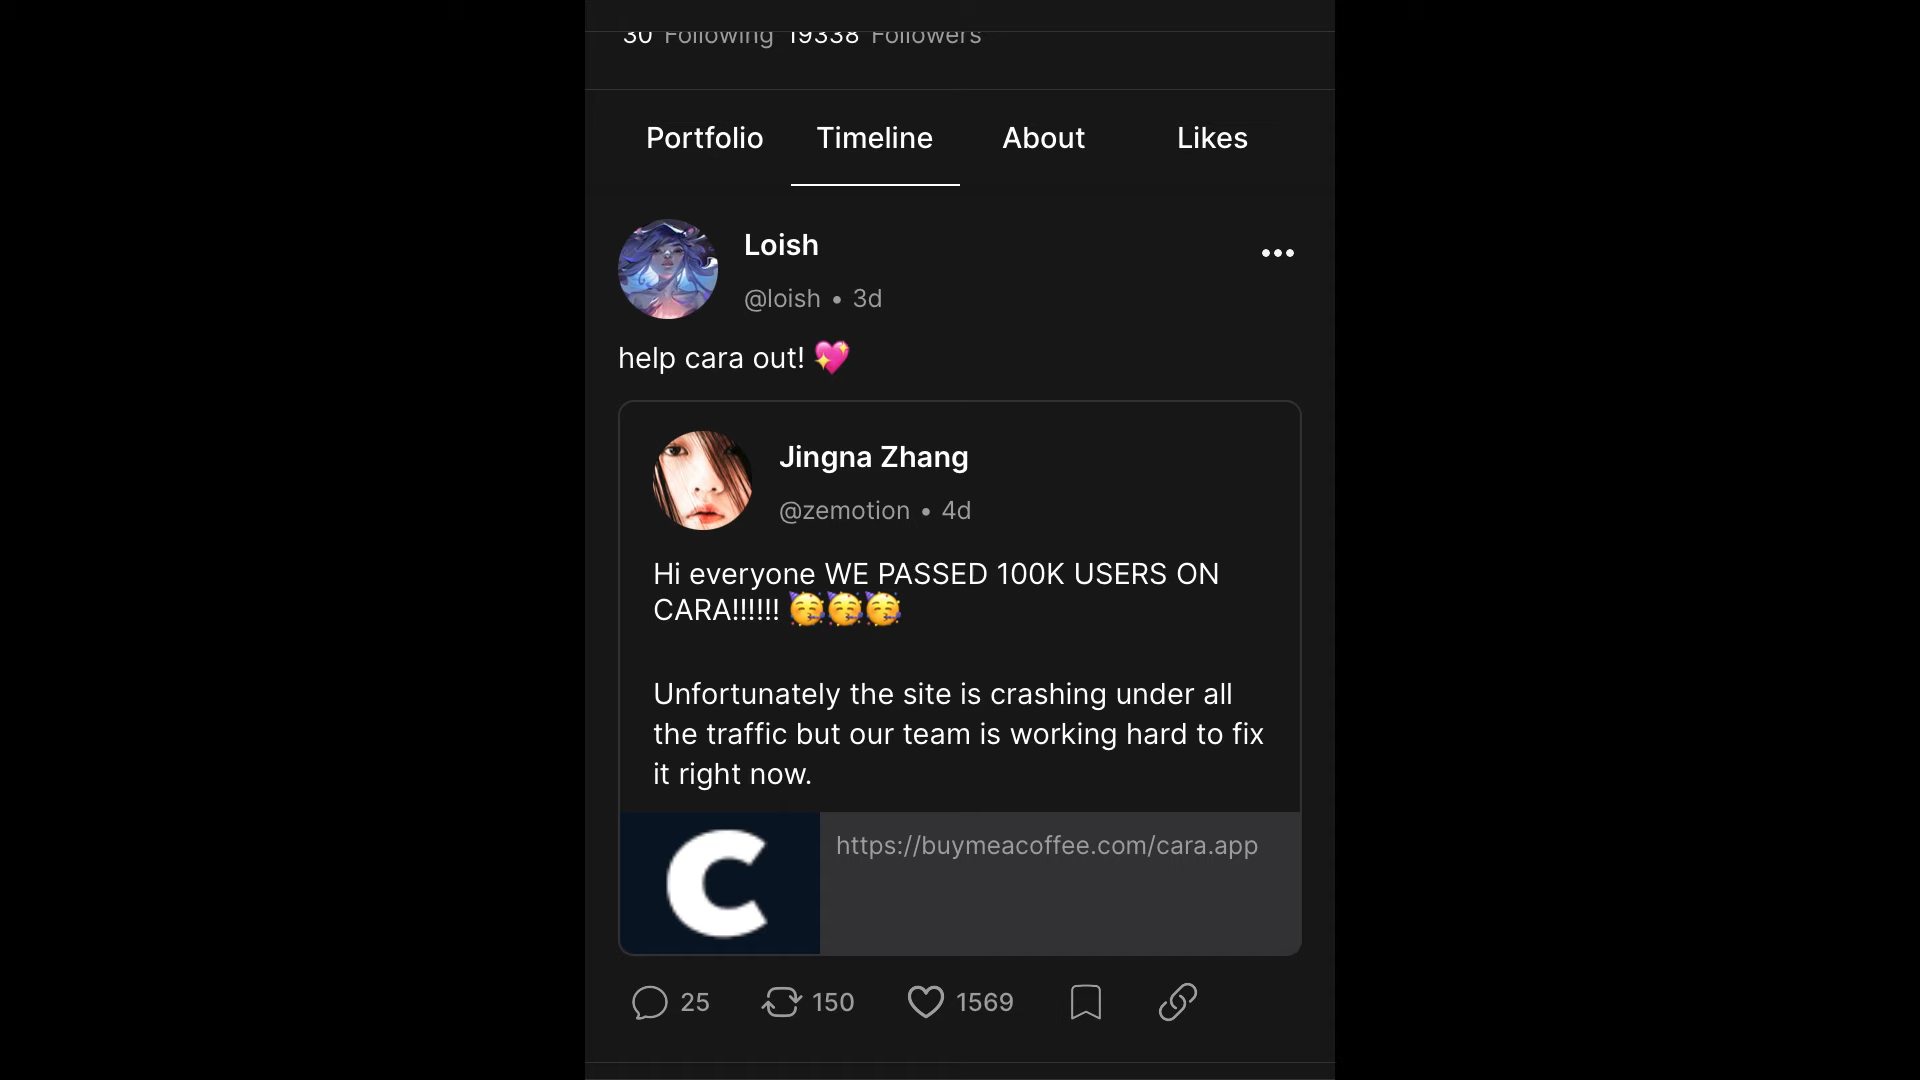 30 Following 19338 Followers
Portfolio Timeline About Likes
Loish
@loish • 3d
help cara out! 💖
Jingna Zhang
@zemotion • 4d
Hi everyone WE PASSED 100K USERS ON
CARA!!!!!! 🥳🥳🥳
Unfortunately the site is crashing under all
the traffic but our team is working hard to fix
it right now.
C
https://buymeacoffee.com/cara.app
25 150 1569